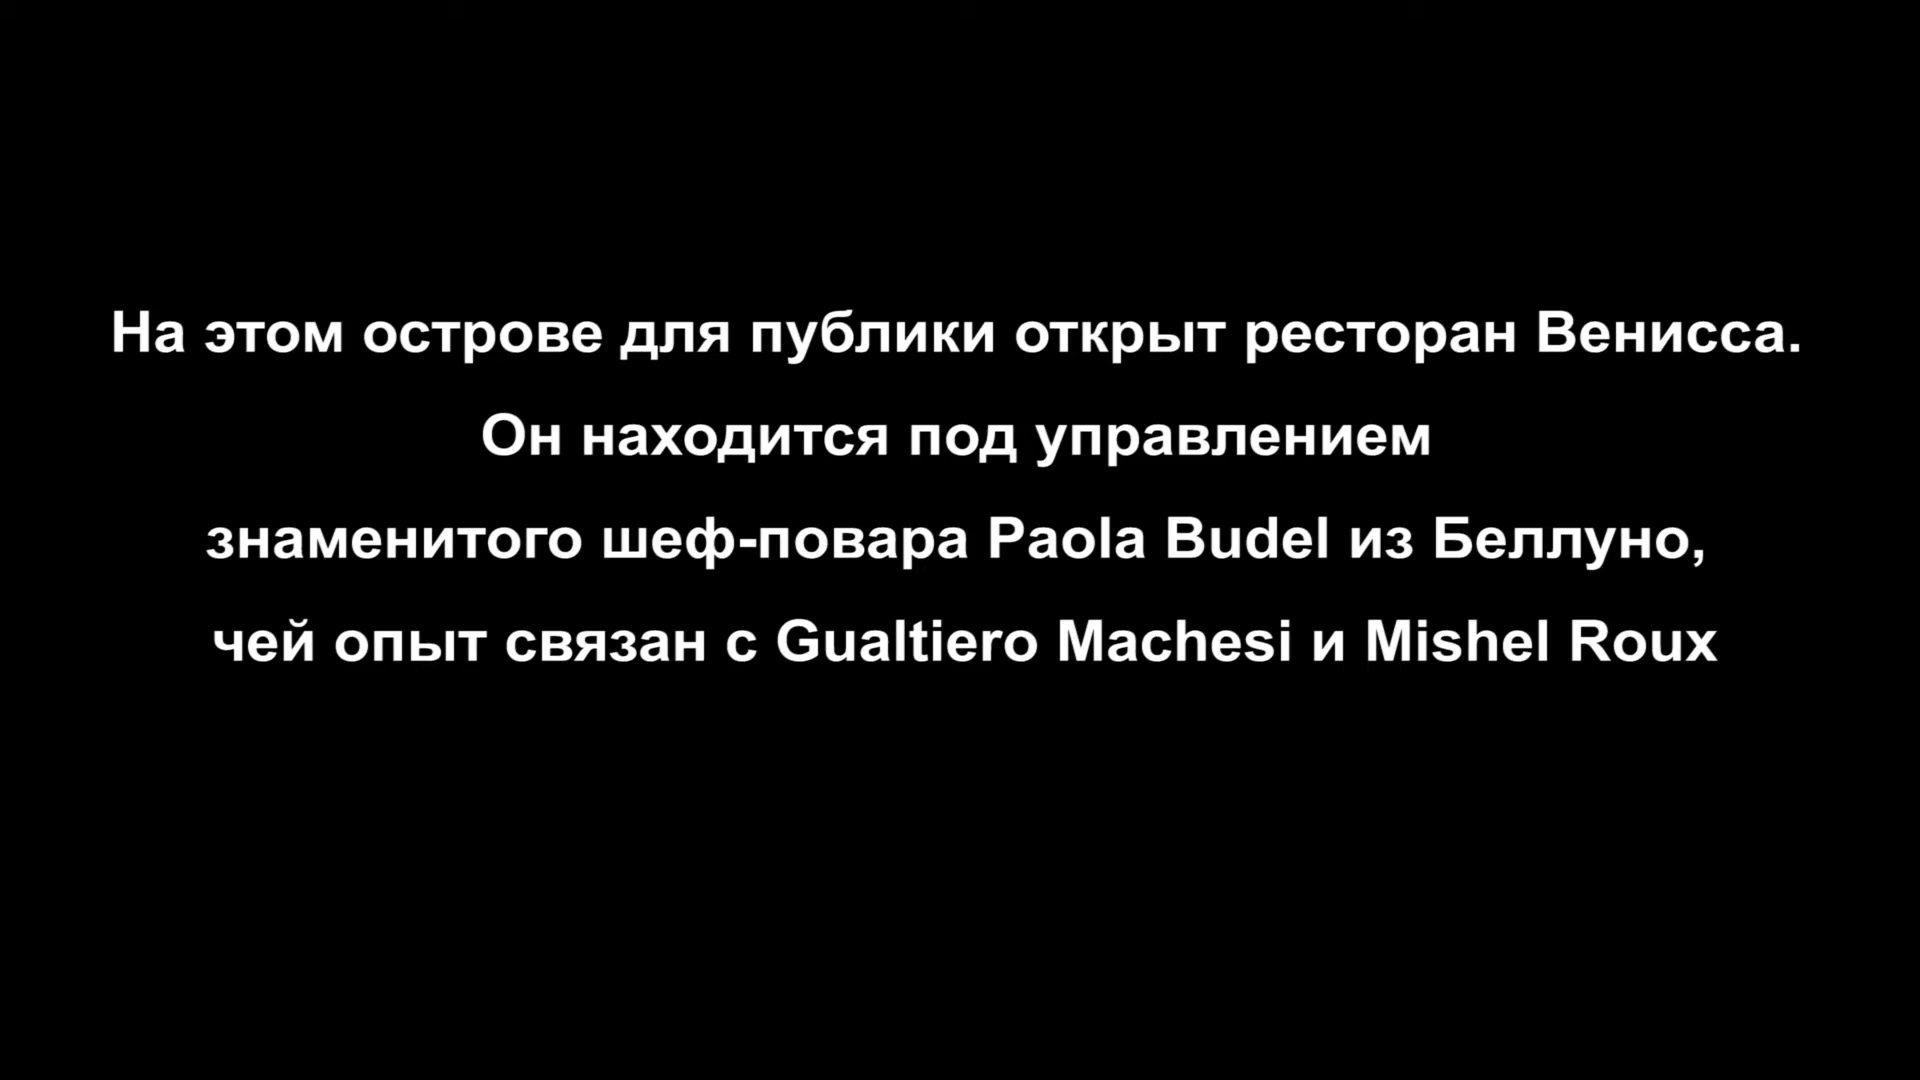 На этом острове для публики открыт ресторан Венисса.
Он находится под управлением
знаменитого шеф-повара Paola Budel из Беллуно,
чей опыт связан с Gualtiero Machesi и Mishel Roux